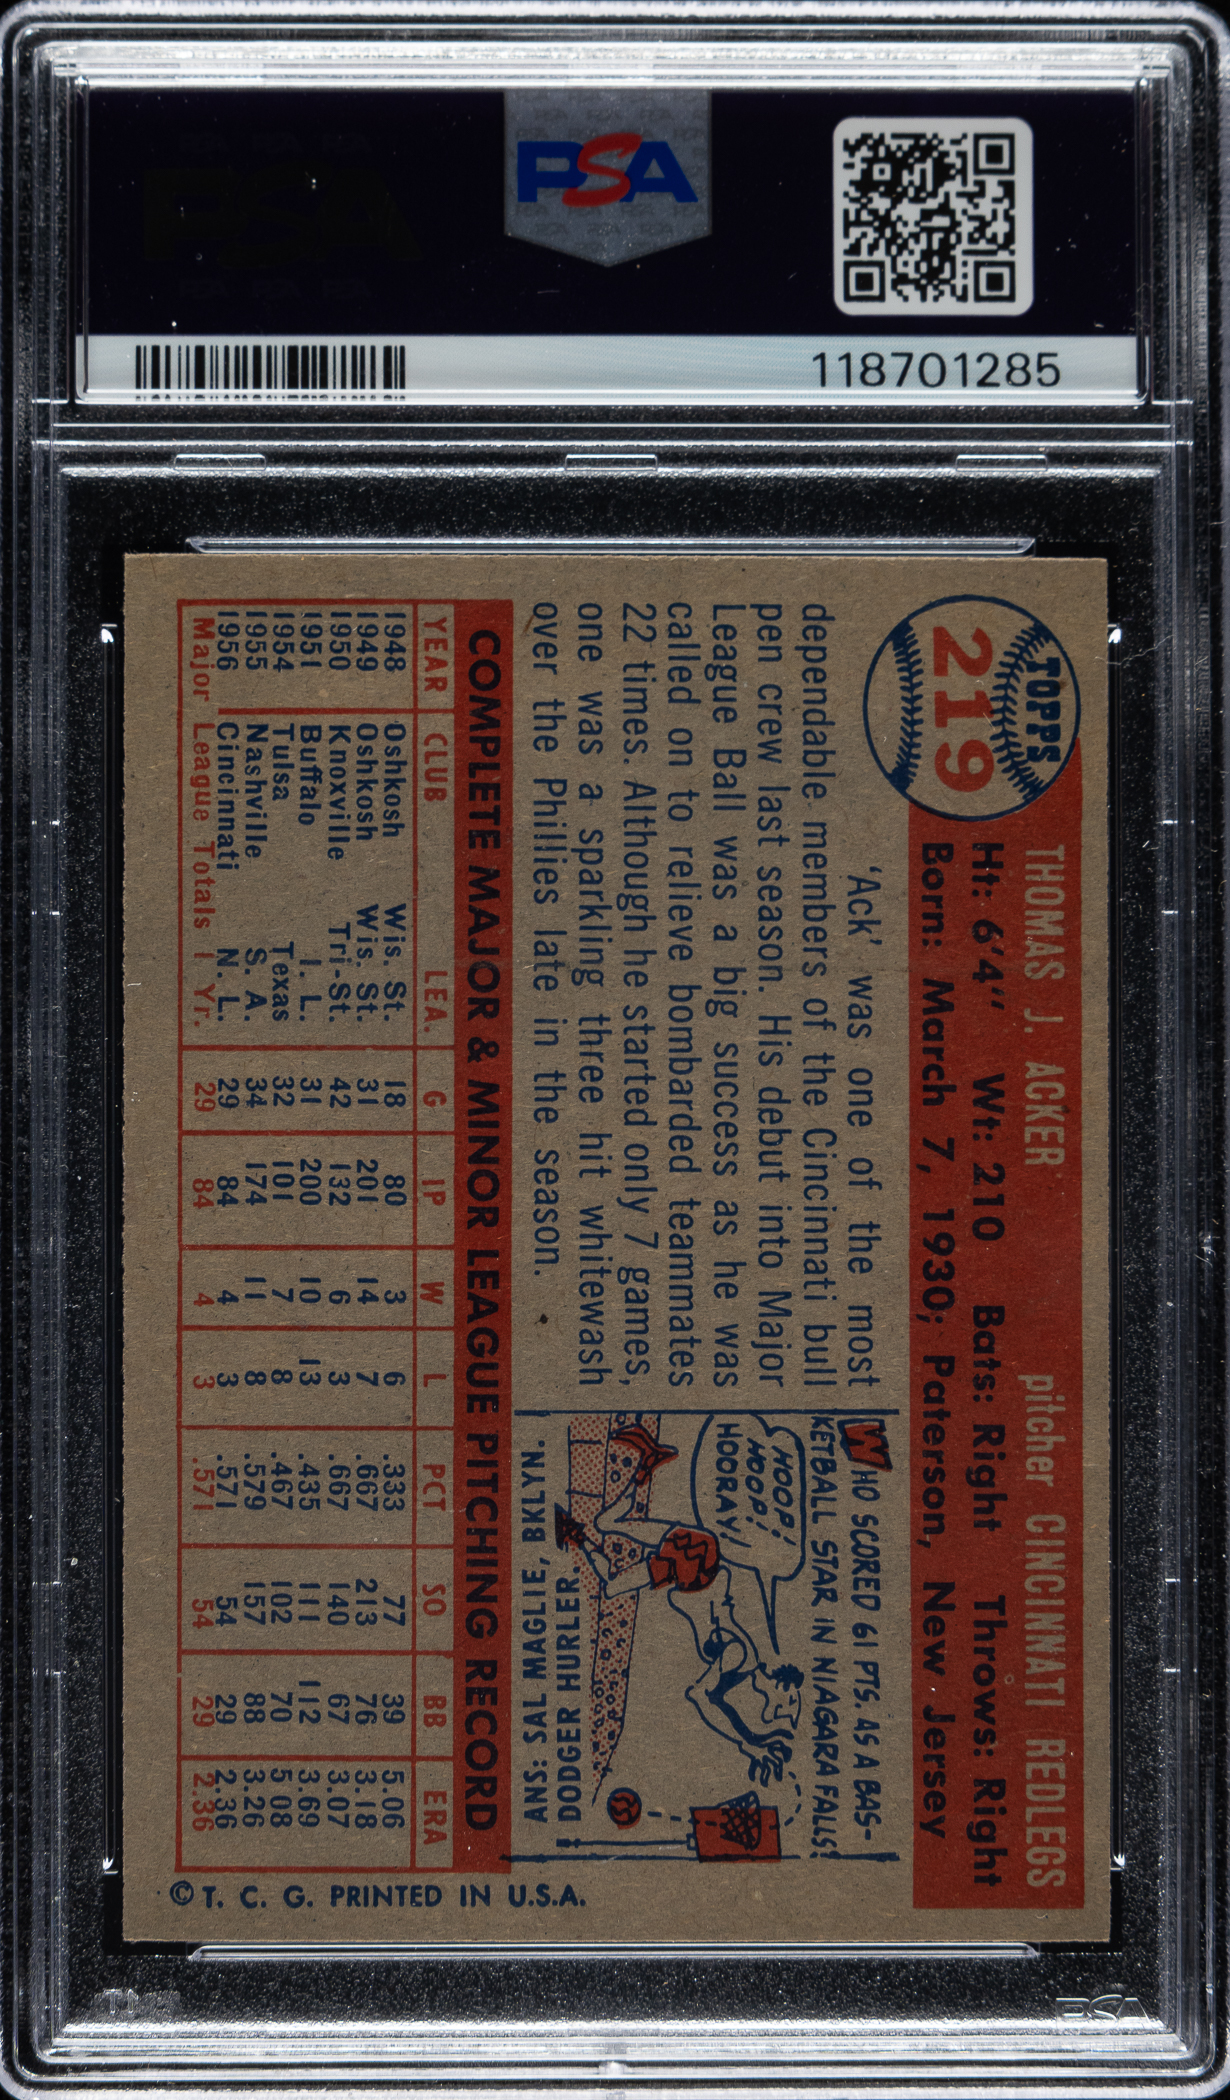 PSA
118701285
TOPPS
219
THOMAS J. ACKER pitcher CINCINNATI REDLEGS
Ht: 6'4" Wt: 210 Bats: Right Throws: Right
Born: March 7, 1930; Paterson, New Jersey
'Ack' was one of the most
dependable members of the Cincinnati bull
pen crew last season. His debut into Major
League Ball was a big success as he was
called on to relieve bombarded teammates
22 times. Although he started only 7 games,
one was a sparkling three hit whitewash
over the Phillies late in the season.
WHO SCORED 61 PTS. AS A BAS-
KETBALL STAR IN NIAGARA FALLS?
HOOP!
HOOP!
HOORAY,
ANS: SAL MAGLIE, BKLYN.
DODGER HURLER.
COMPLETE MAJOR & MINOR LEAGUE PITCHING RECORD
YEAR CLUB LEA. G IP W L PCT SO BB ERA
1948 Oshkosh Wis. St. 18 80 3 6 .333 77 39 5.06
1949 Oshkosh Wis. St. 31 201 14 7 .667 213 76 3.18
1950 Knoxville Tri-St. 42 132 6 3 .667 140 67 3.07
1951 Buffalo I. L. 31 200 10 13 .435 111 112 3.69
1954 Tulsa Texas 32 101 7 8 .467 102 70 5.08
1955 Nashville S. A. 34 174 11 8 .579 157 88 3.26
1956 Cincinnati N. L. 29 84 4 3 .571 54 29 2.36
Major League Totals 1 Yr. 29 84 4 3 .571 54 29 2.36
© T. C. G. PRINTED IN U.S.A.
PSA